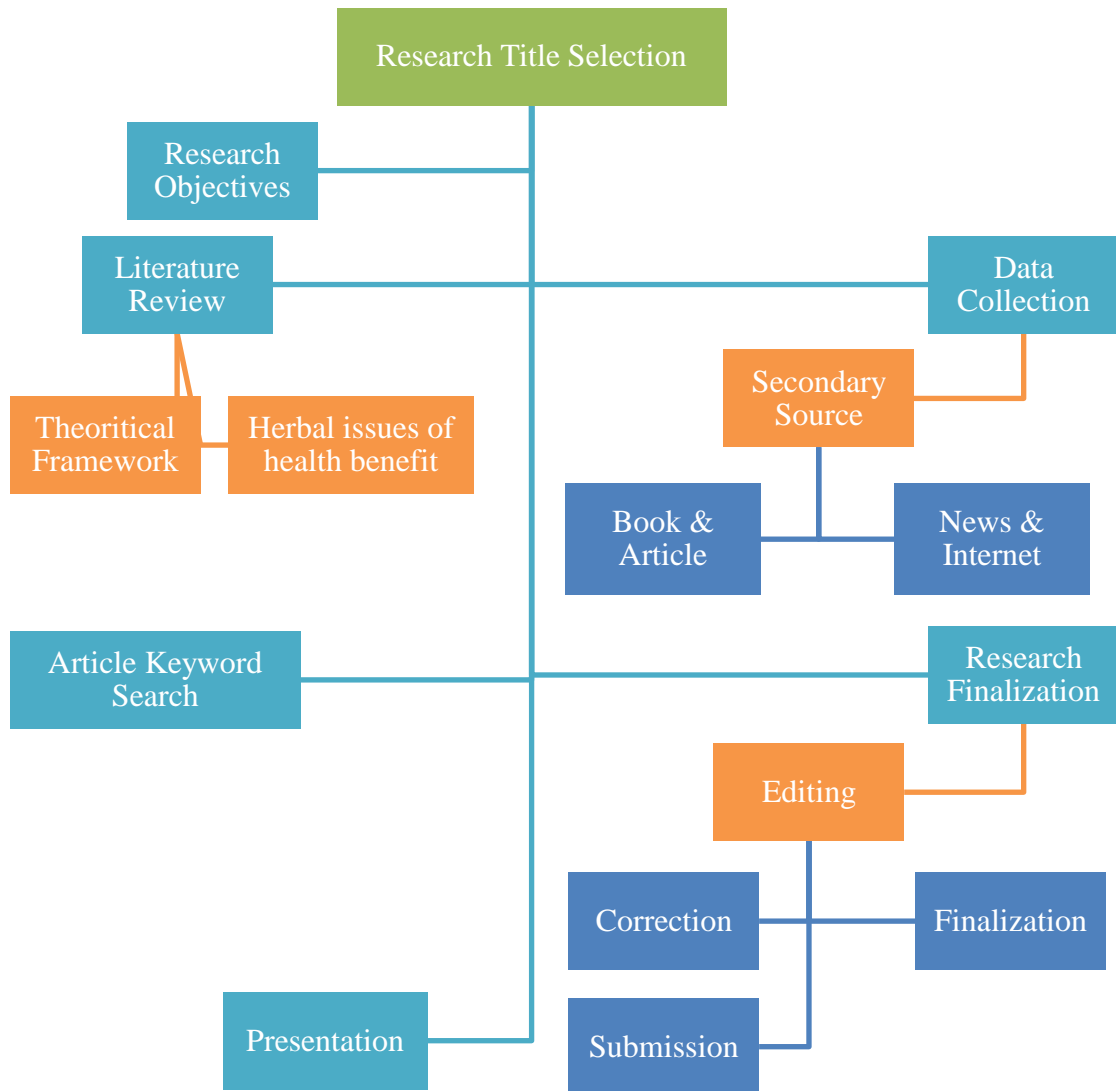 Research Title Selection
Research
Objectives
Literature
Review
Data
Collection
Theoritical
Framework
Herbal issues of
health benefit
Secondary
Source
Book &
Article
News &
Internet
Article Keyword
Search
Research
Finalization
Editing
Correction
Finalization
Submission
Presentation